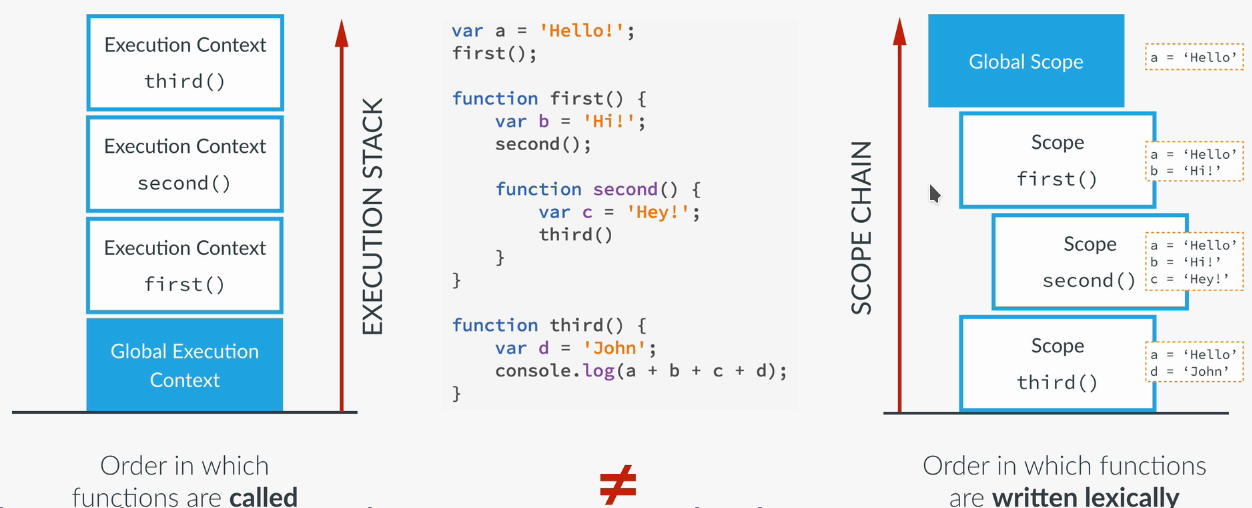 Execution Context
third()
Execution Context
second()
Execution Context
first()
Global Execution
Context
EXECUTION STACK
Order in which
functions are called
var a = 'Hello!';
first();
function first() {
var b = 'Hi!';
second();
function second() {
var c = 'Hey!';
third()
}
}
function third() {
var d = 'John';
console.log(a + b + c + d);
}
≠
SCOPE CHAIN
Global Scope
a = ‘Hello’
Scope
first()
a = ‘Hello’
b = ‘Hi!’
Scope
second()
a = ‘Hello’
b = ‘Hi!’
c = ‘Hey!’
Scope
third()
a = ‘Hello’
d = ‘John’
Order in which functions
are written lexically